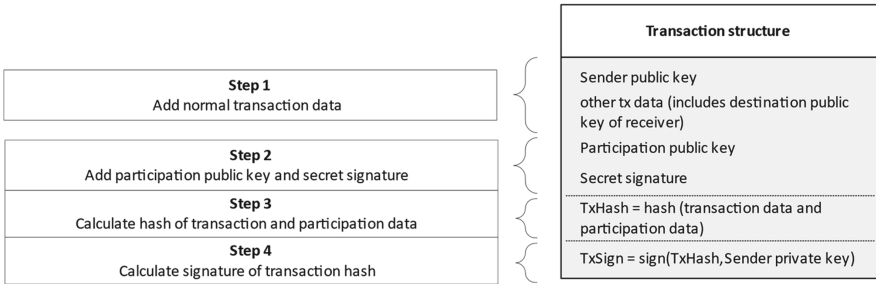 Step 1
Add normal transaction data
Step 2
Add participation public key and secret signature
Step 3
Calculate hash of transaction and participation data
Step 4
Calculate signature of transaction hash
Transaction structure
Sender public key
other tx data (includes destination public
key of receiver)
Participation public key
Secret signature
TxHash = hash (transaction data and
participation data)
TxSign = sign(TxHash,Sender private key)